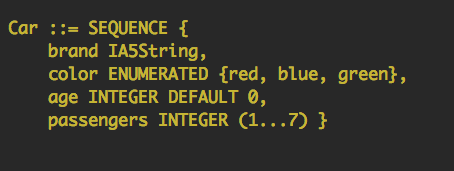 Car ::= SEQUENCE {
brand IA5String,
color ENUMERATED {red, blue, green},
age INTEGER DEFAULT 0,
passengers INTEGER (1...7) }